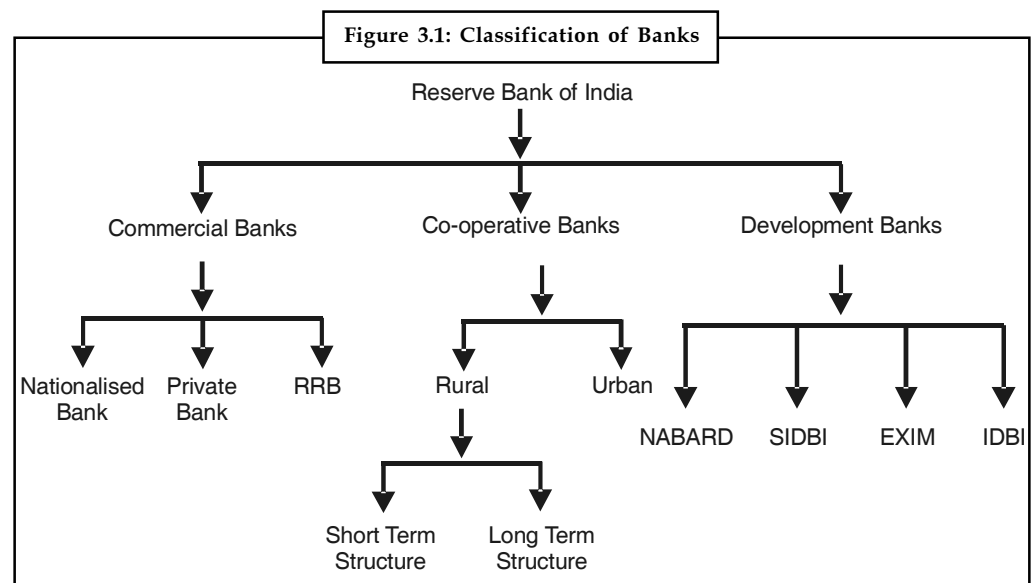 Figure 3.1: Classification of Banks
Reserve Bank of India
Commercial Banks
Co-operative Banks
Development Banks
Nationalised
Bank
Private
Bank
RRB
Rural
Urban
NABARD
SIDBI
EXIM
IDBI
Short Term
Structure
Long Term
Structure